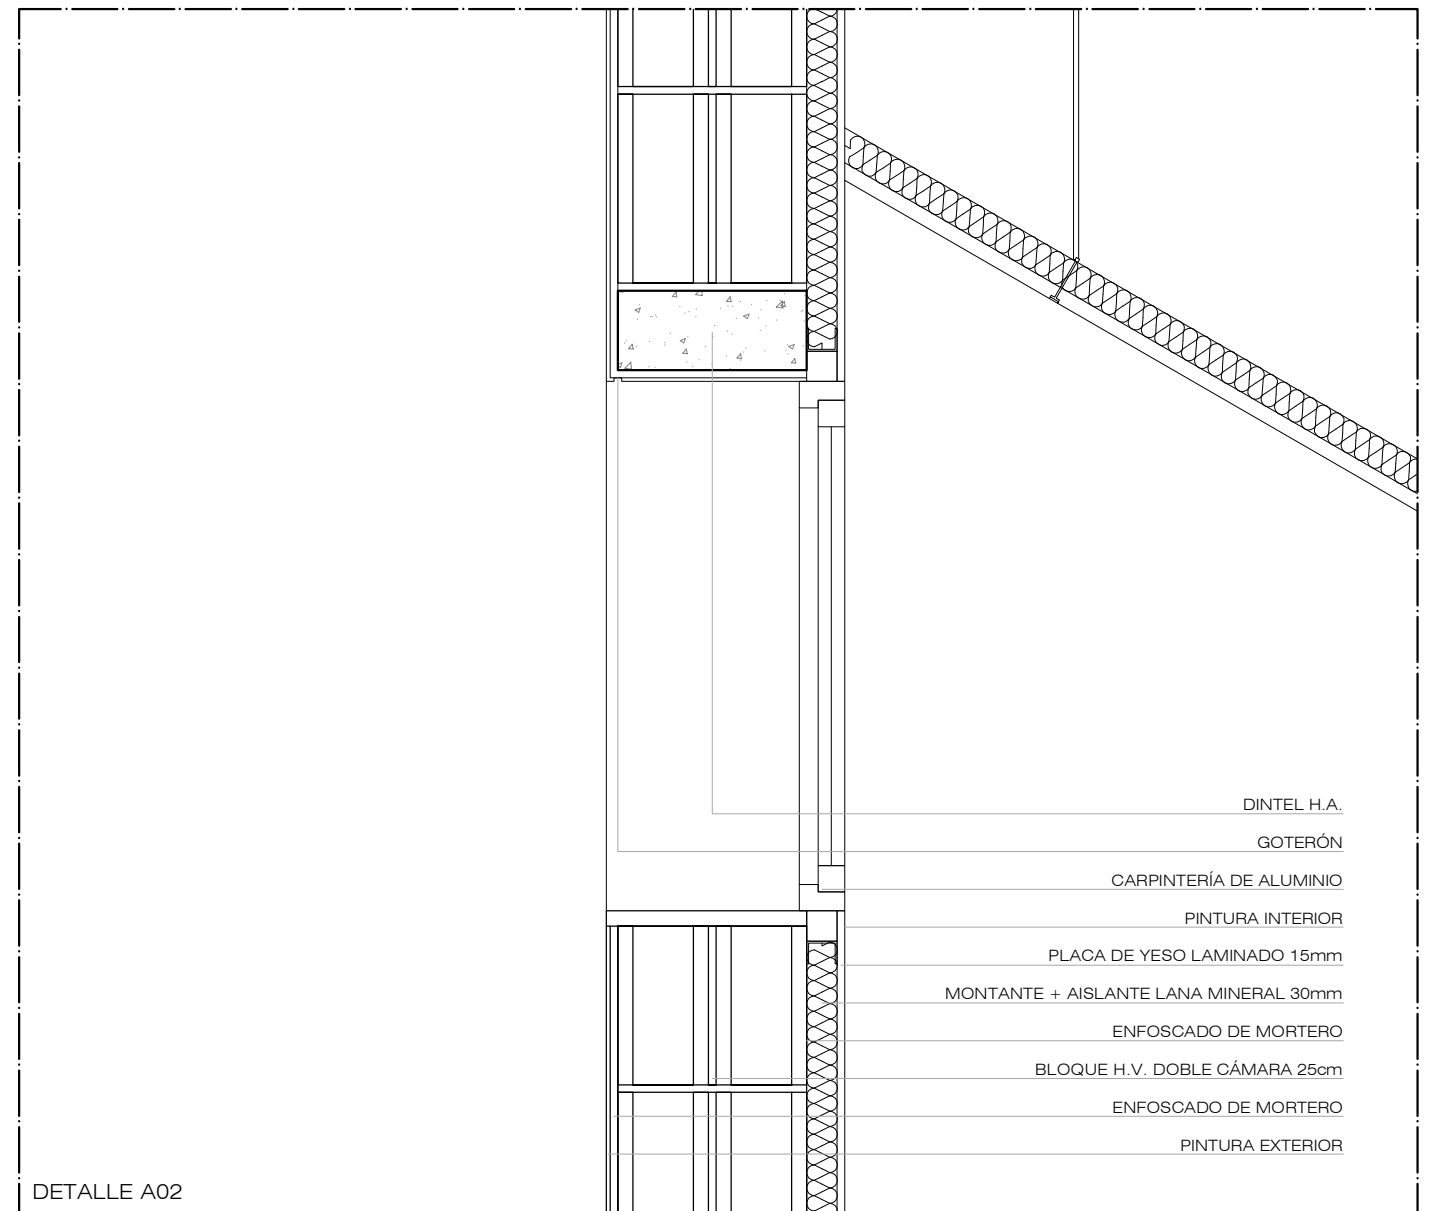 DINTEL H.A.
GOTERÓN
CARPINTERÍA DE ALUMINIO
PINTURA INTERIOR
PLACA DE YESO LAMINADO 15mm
MONTANTE + AISLANTE LANA MINERAL 30mm
ENFOSCADO DE MORTERO
BLOQUE H.V. DOBLE CÁMARA 25cm
ENFOSCADO DE MORTERO
PINTURA EXTERIOR
DETALLE A02